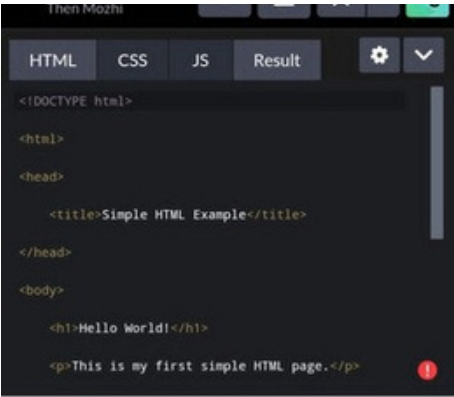 Then Mozhi
HTML CSS JS Result
<!DOCTYPE html>
<html>
<head>
<title>Simple HTML Example</title>
</head>
<body>
<h1>Hello World!</h1>
<p>This is my first simple HTML page.</p>